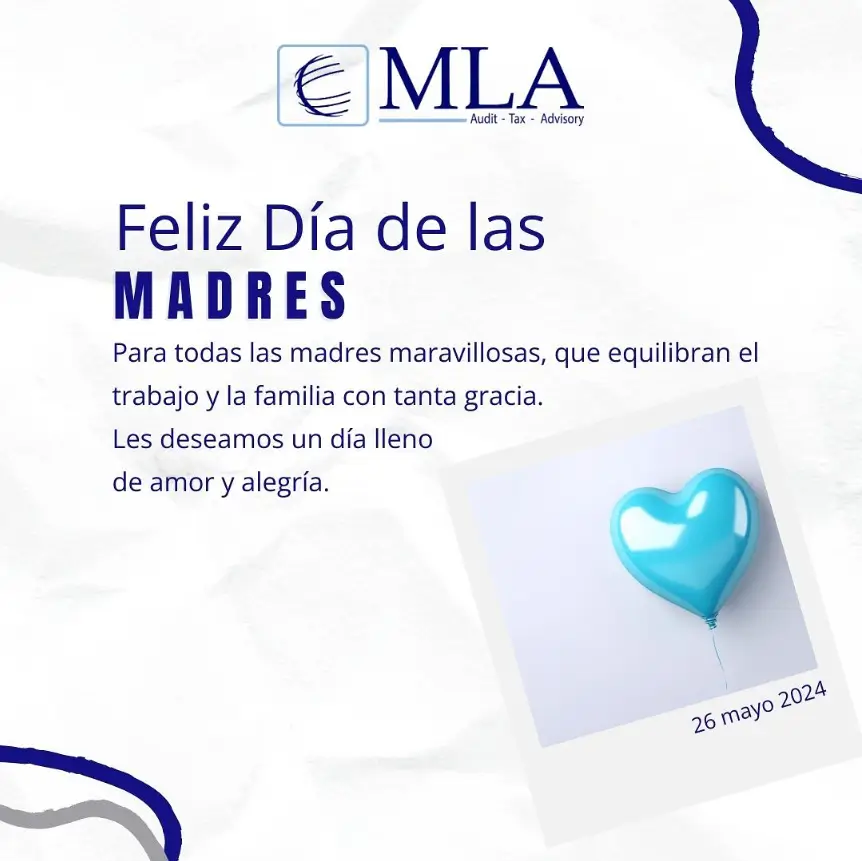 MLA
Audit - Tax - Advisory
Feliz Día de las
MADRES
Para todas las madres maravillosas, que equilibran el
trabajo y la familia con tanta gracia.
Les deseamos un día lleno
de amor y alegría.
26 mayo 2024